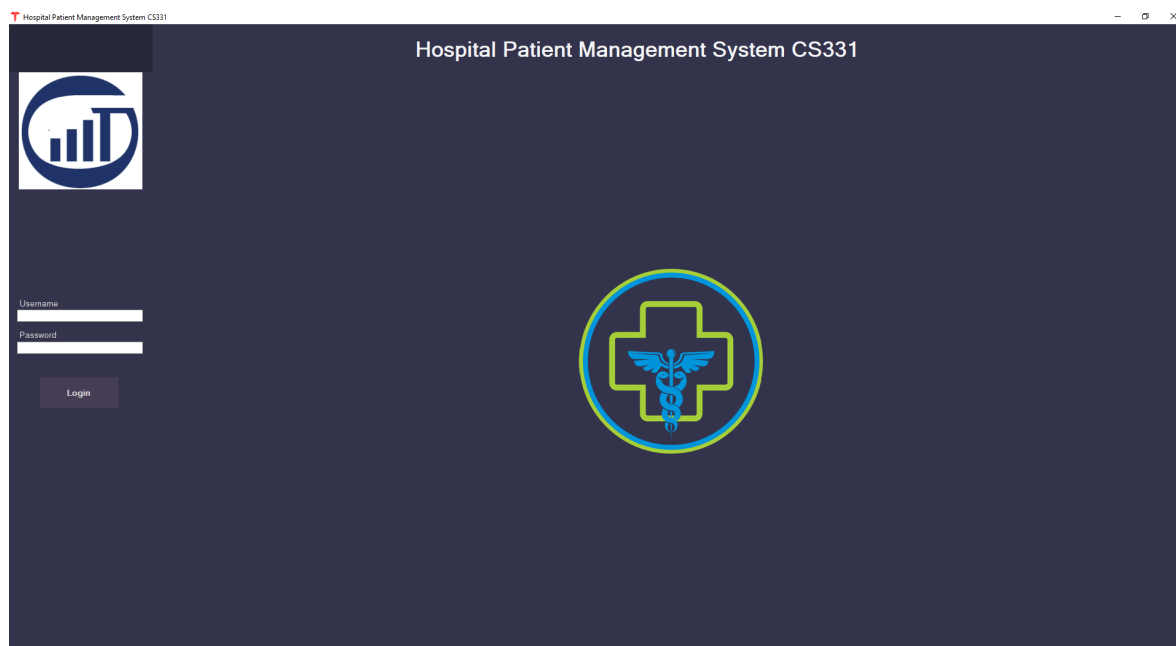 Hospital Patient Management System CS331
Hospital Patient Management System CS331
Username
Password
Login